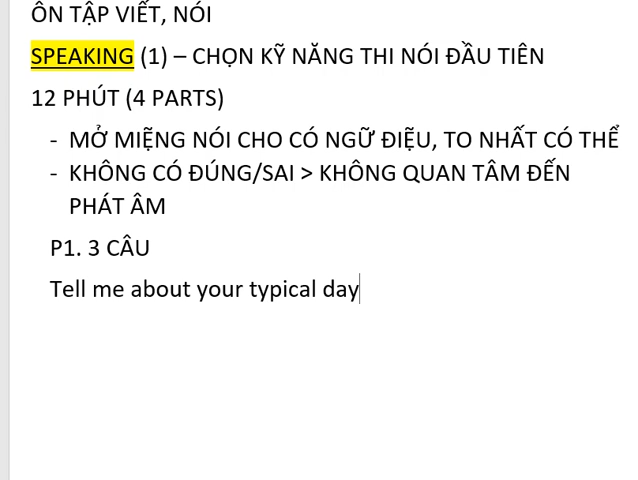 ÔN TẬP VIẾT, NÓI
SPEAKING (1) – CHỌN KỸ NĂNG THI NÓI ĐẦU TIÊN
12 PHÚT (4 PARTS)
- MỞ MIỆNG NÓI CHO CÓ NGỮ ĐIỆU, TO NHẤT CÓ THỂ
- KHÔNG CÓ ĐÚNG/SAI > KHÔNG QUAN TÂM ĐẾN
PHÁT ÂM
P1. 3 CÂU
Tell me about your typical day